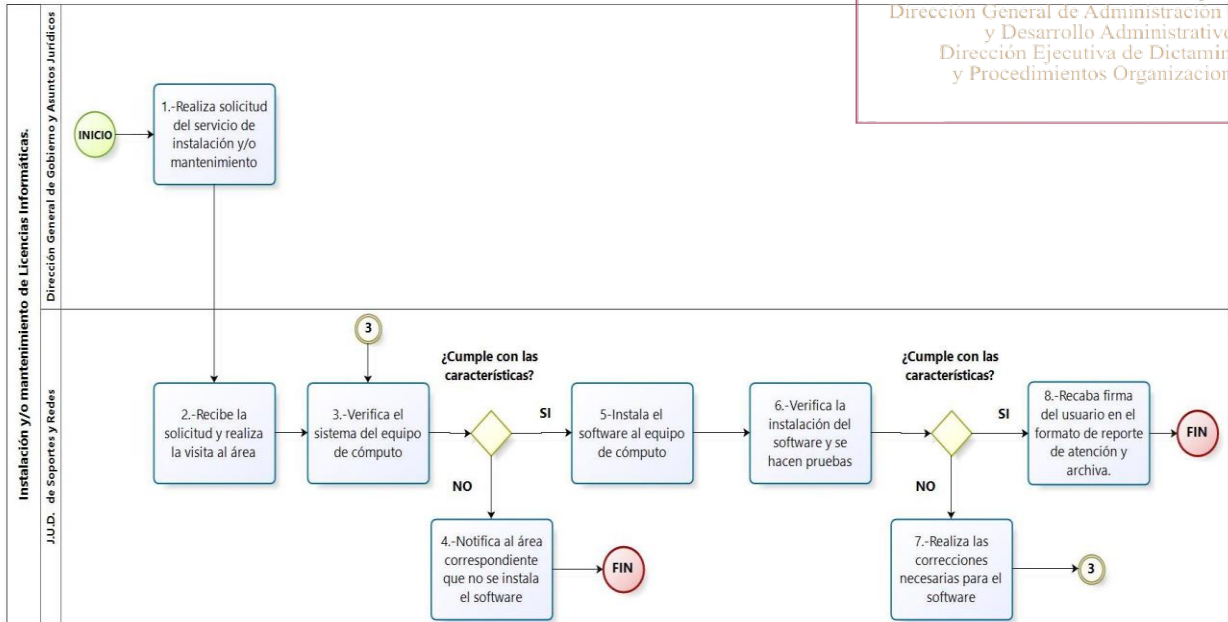 Dirección General de Administración
y Desarrollo Administrativo
Dirección Ejecutiva de Dictamin
y Procedimientos Organizacion
Instalación y/o mantenimiento de Licencias Informáticas.
Dirección General de Gobierno y Asuntos Jurídicos
INICIO
1.-Realiza solicitud
del servicio de
instalación y/o
mantenimiento
J.U.D. de Soportes y Redes
2.-Recibe la
solicitud y realiza
la visita al área
3
3.-Verifica el
sistema del equipo
de cómputo
¿Cumple con las
características?
SI
NO
4.-Notifica al área
correspondiente
que no se instala
el software
FIN
5-Instala el
software al equipo
de cómputo
6.-Verifica la
instalación del
software y se
hacen pruebas
¿Cumple con las
características?
SI
NO
7.-Realiza las
correcciones
necesarias para el
software
3
8.-Recaba firma
del usuario en el
formato de reporte
de atención y
archiva.
FIN